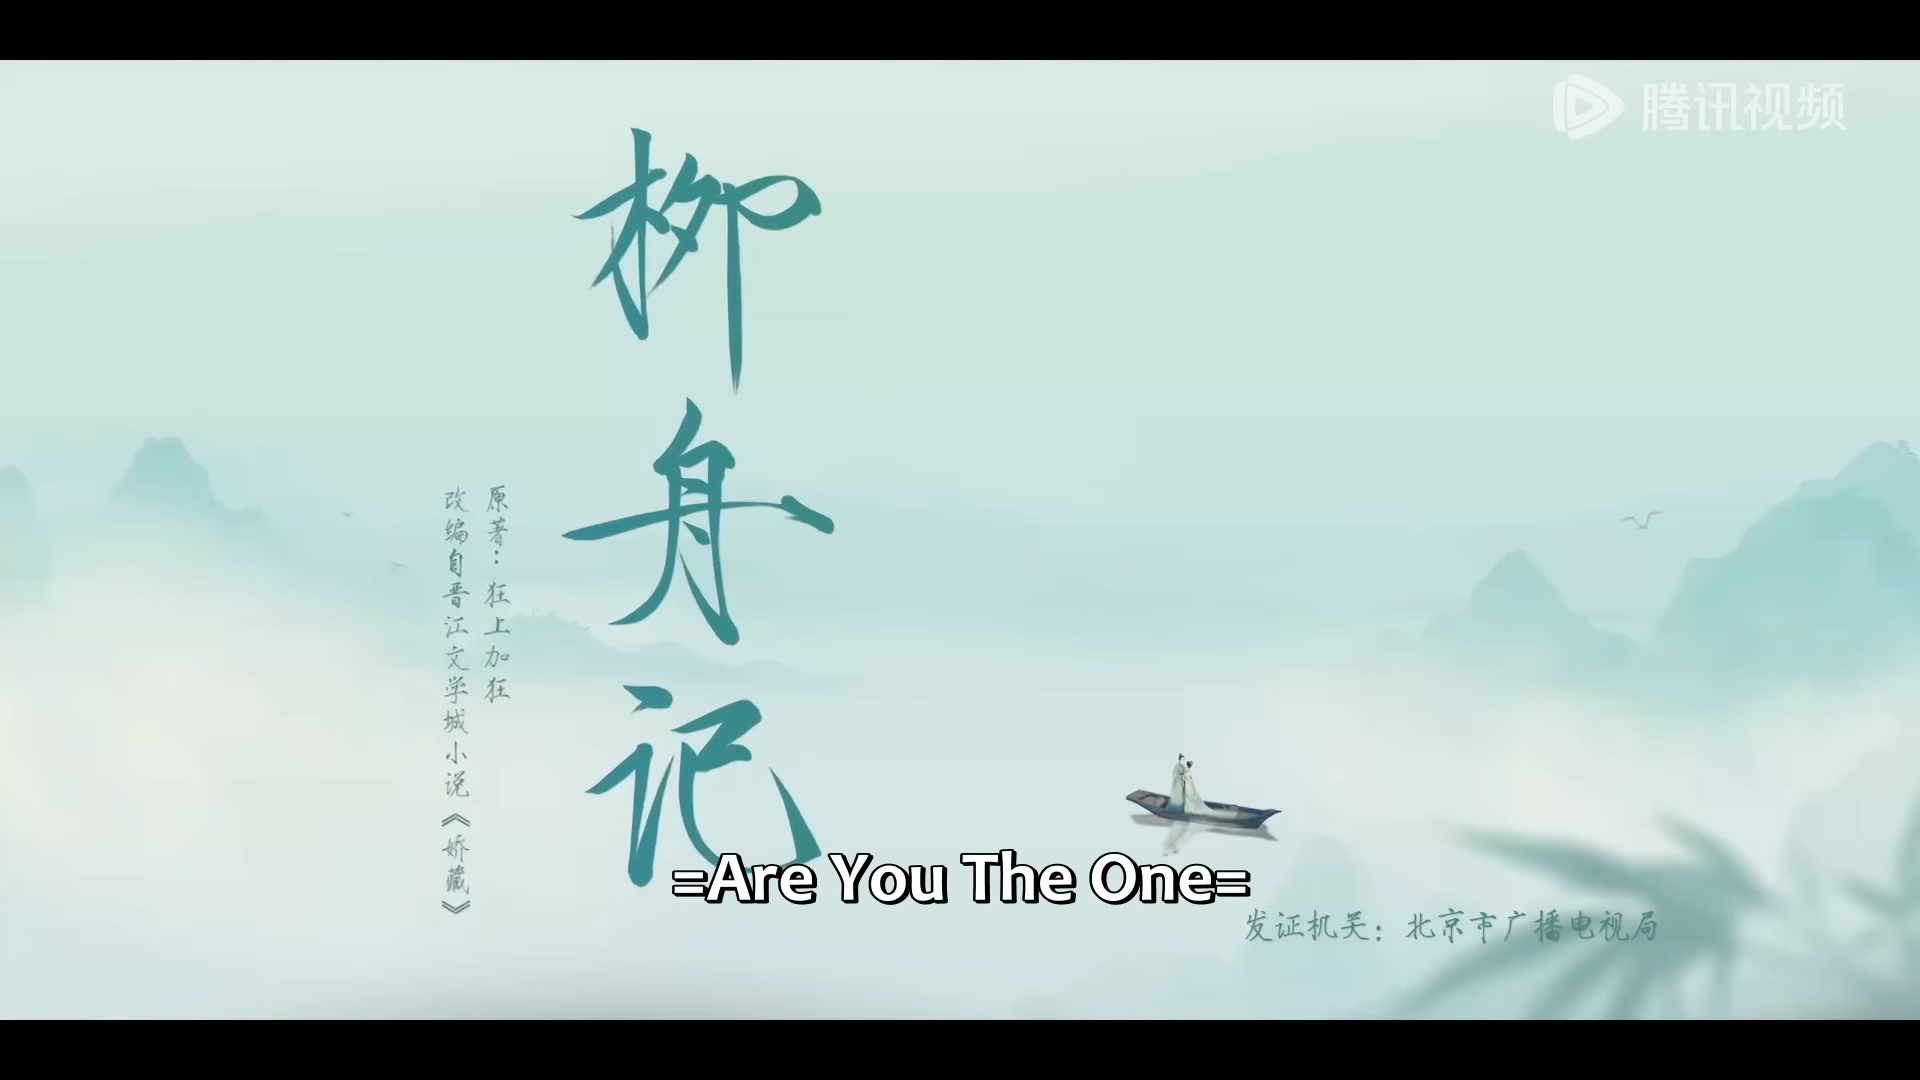 腾讯视频
柳舟记
原著：狂上加狂
改编自晋江文学城小说《娇藏》
=Are You The One=
发证机关：北京市广播电视局